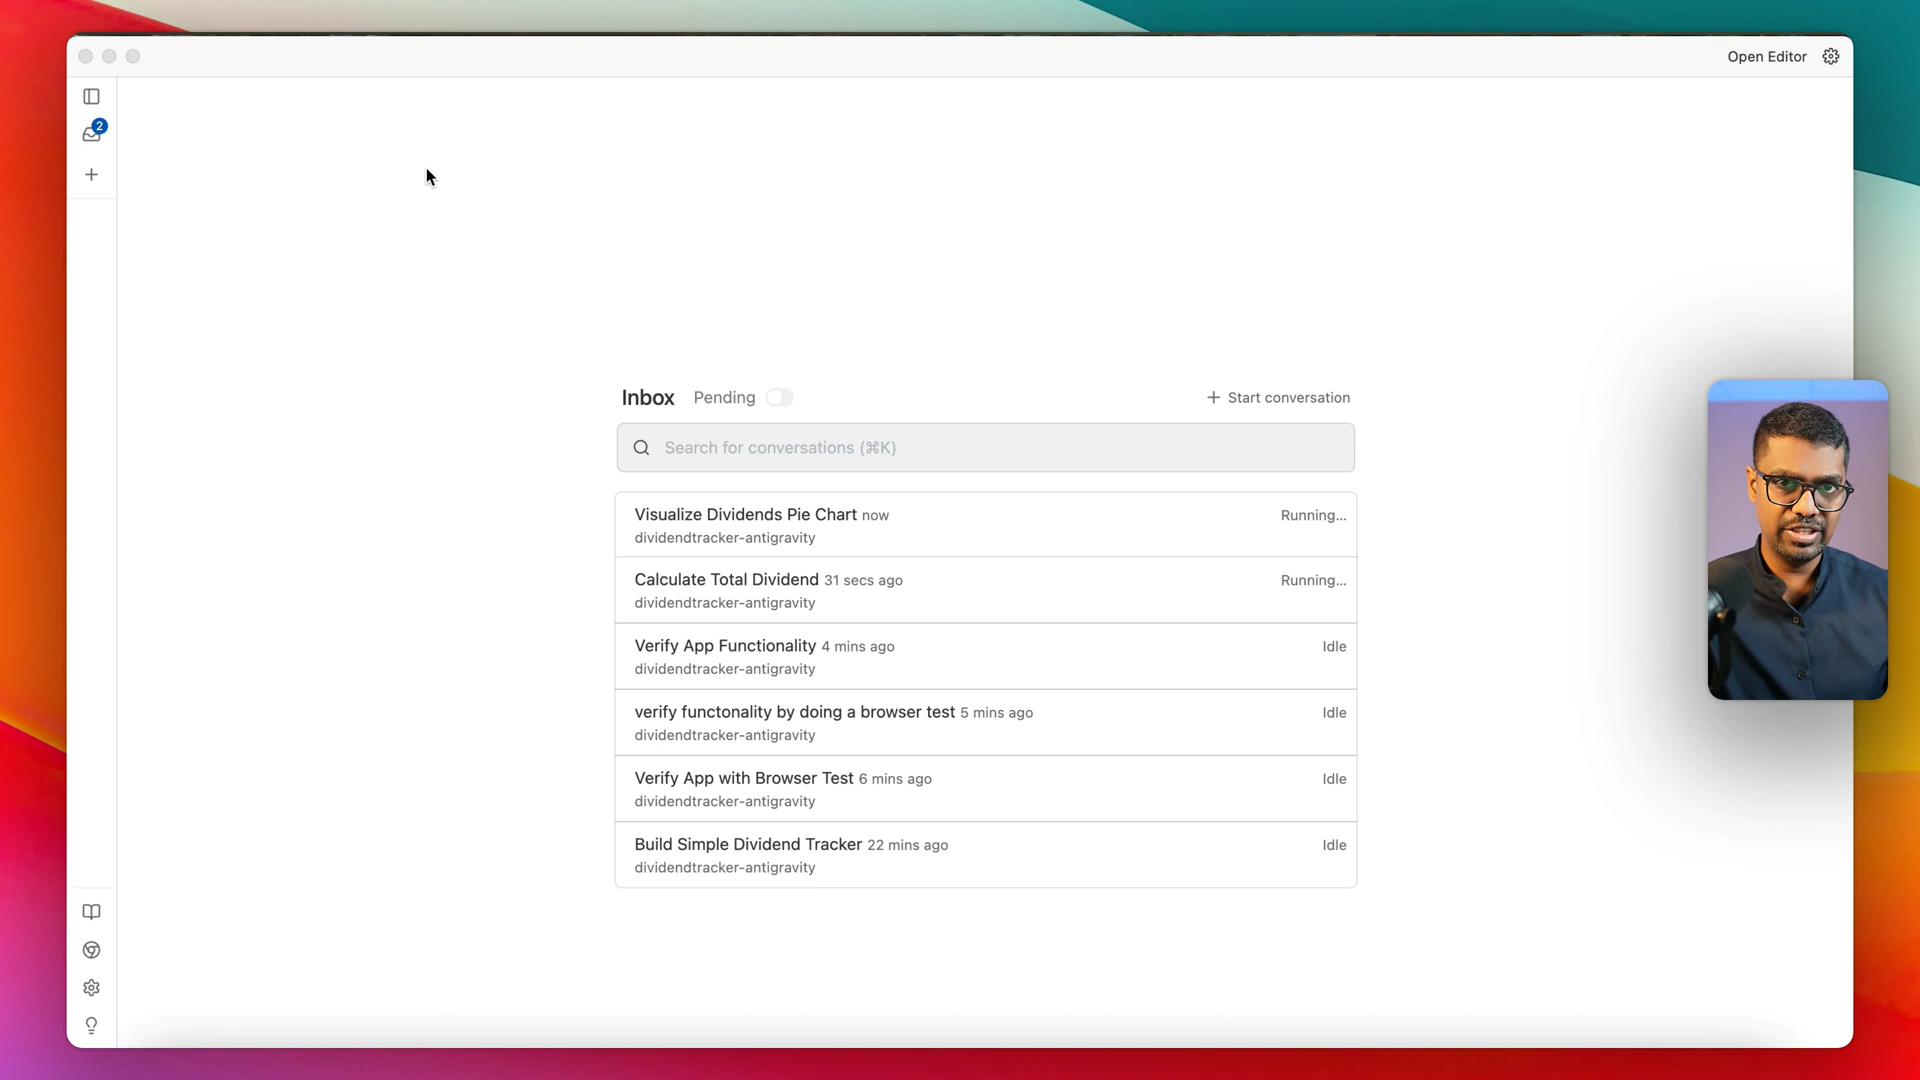 Open Editor
2
Inbox Pending + Start conversation
Search for conversations (⌘K)
Visualize Dividends Pie Chart now Running...
dividendtracker-antigravity
Calculate Total Dividend 31 secs ago Running...
dividendtracker-antigravity
Verify App Functionality 4 mins ago Idle
dividendtracker-antigravity
verify functonality by doing a browser test 5 mins ago Idle
dividendtracker-antigravity
Verify App with Browser Test 6 mins ago Idle
dividendtracker-antigravity
Build Simple Dividend Tracker 22 mins ago Idle
dividendtracker-antigravity